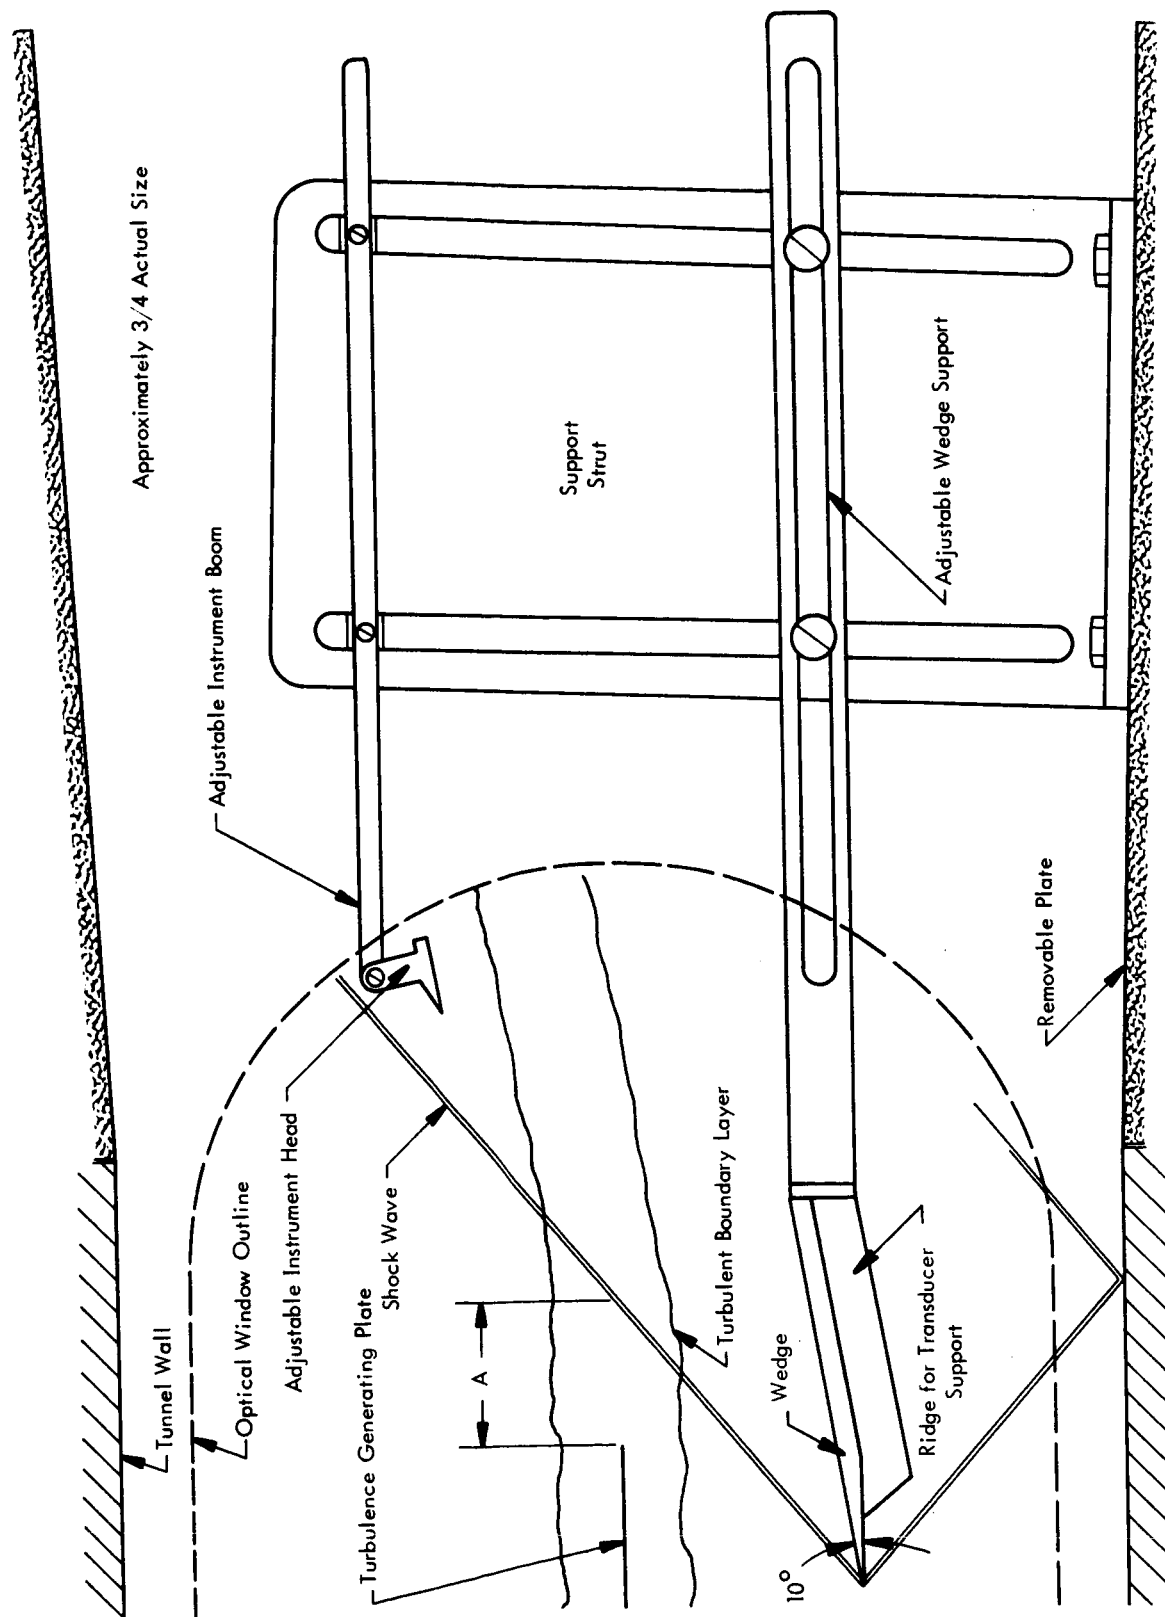 Approximately 3/4 Actual Size
Tunnel Wall
Optical Window Outline
Adjustable Instrument Boom
Adjustable Instrument Head
Turbulence Generating Plate
Shock Wave
A
Support
Strut
Turbulent Boundary Layer
Wedge
10°
Adjustable Wedge Support
Ridge for Transducer
Support
Removable Plate